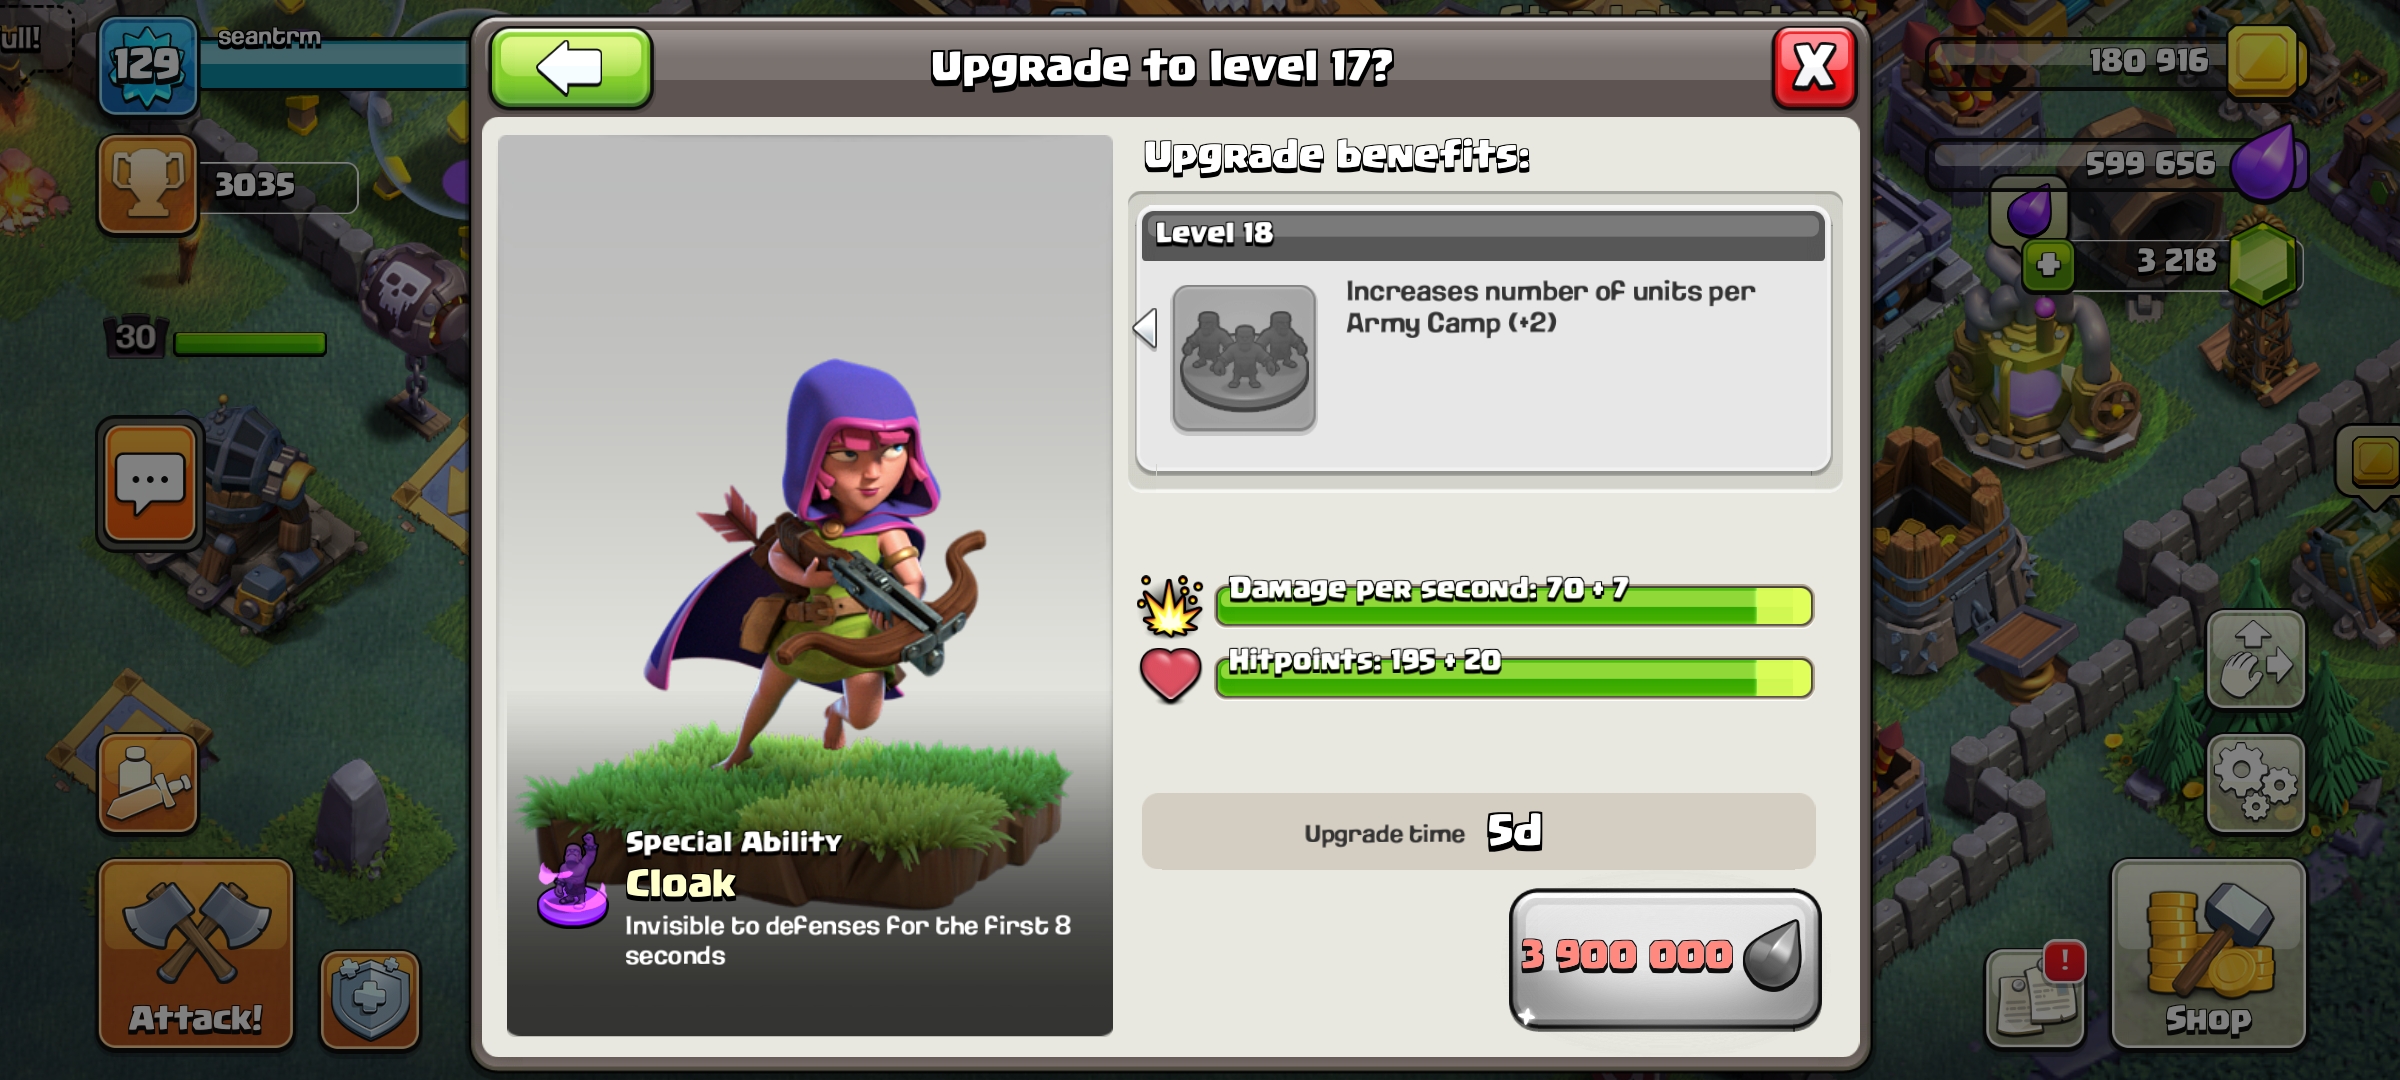 ull!
129
seantrm
3035
30
Attack!
Upgrade to level 17?
X
Special Ability
Cloak
Invisible to defenses for the first 8
seconds
Upgrade benefits:
Level 18
Increases number of units per
Army Camp (+2)
Damage per second: 70 + 7
Hitpoints: 195 + 20
Upgrade time 5d
3 900 000
180 916
599 656
3 218
!
Shop